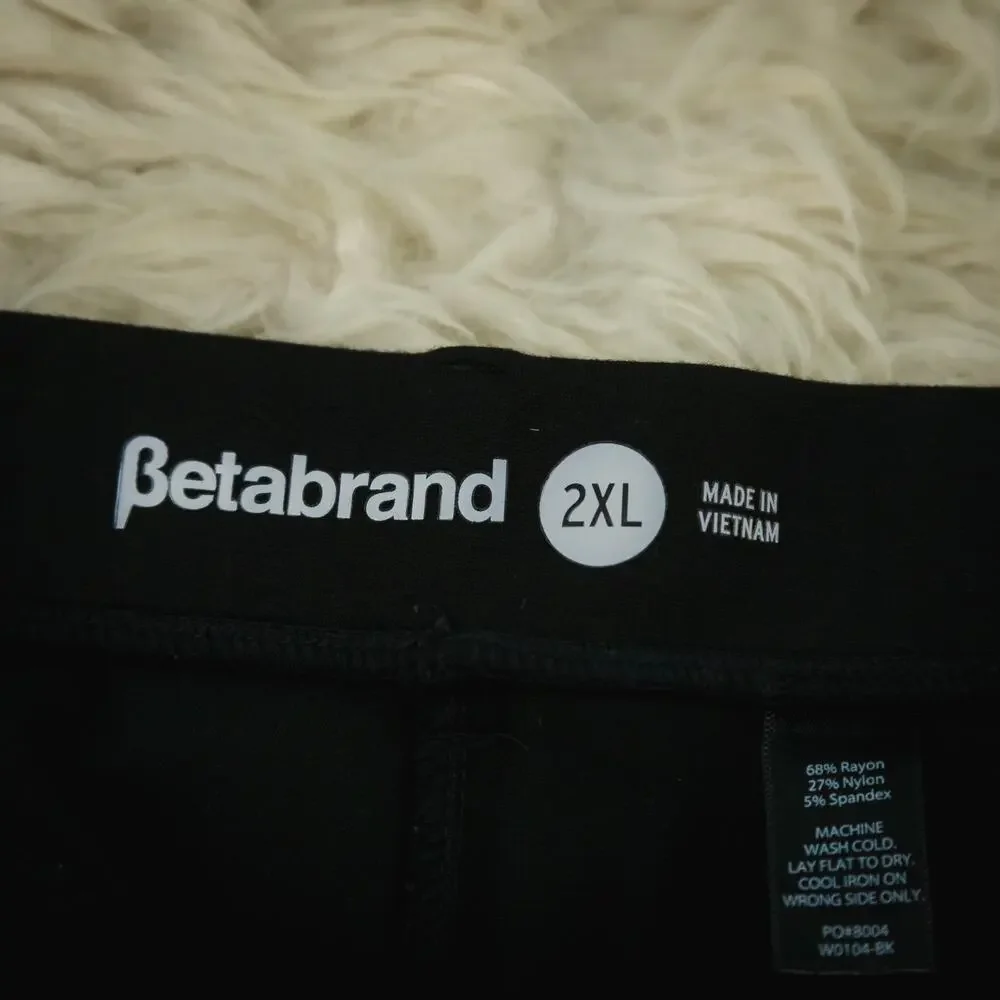 βetabrand
2XL
MADE IN
VIETNAM
68% Rayon
27% Nylon
5% Spandex
MACHINE
WASH COLD.
LAY FLAT TO DRY.
COOL IRON ON
WRONG SIDE ONLY.
PO#8004
W0104-BK